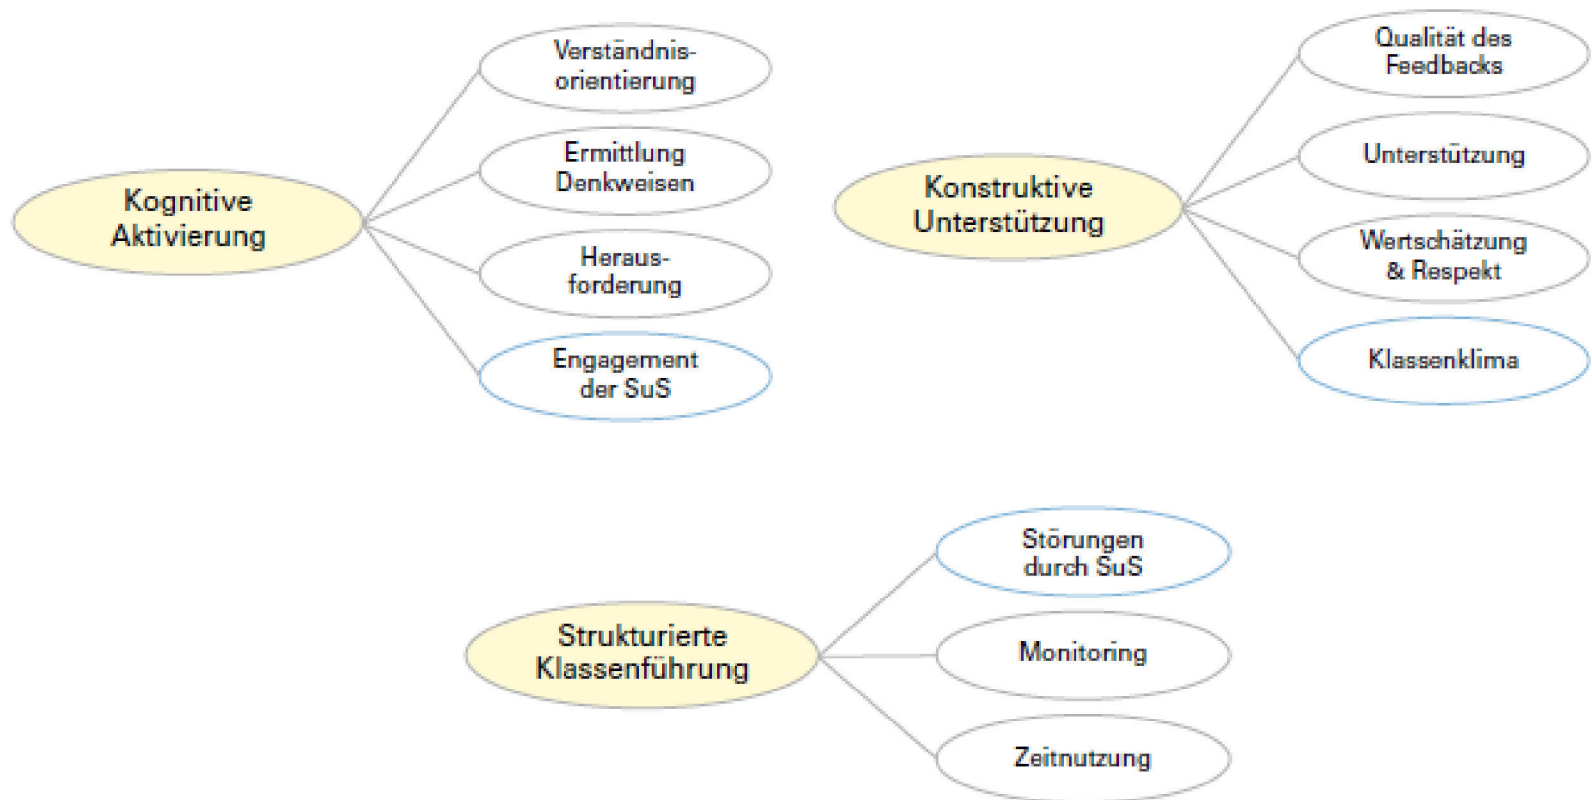 Kognitive
Aktivierung
Verständnis-
orientierung
Ermittlung
Denkweisen
Heraus-
forderung
Engagement
der SuS
Konstruktive
Unterstützung
Qualität des
Feedbacks
Unterstützung
Wertschätzung
& Respekt
Klassenklima
Strukturierte
Klassenführung
Störungen
durch SuS
Monitoring
Zeitnutzung